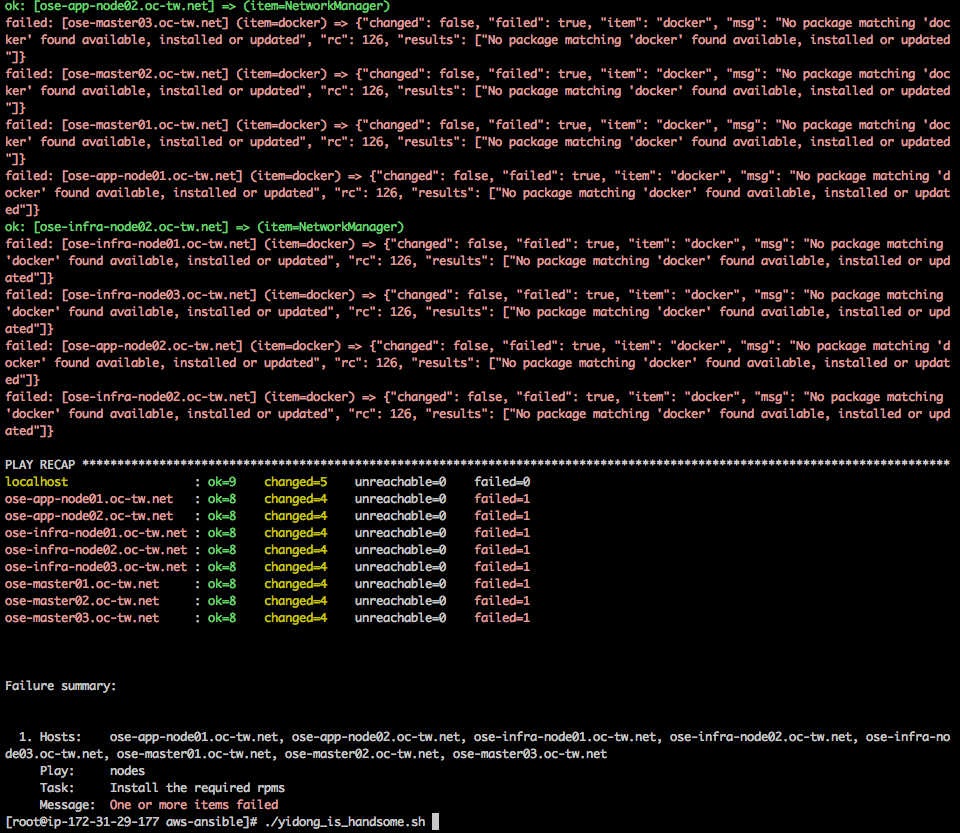 ok: [ose-app-node02.oc-tw.net] => (item=NetworkManager)
failed: [ose-master03.oc-tw.net] (item=docker) => {"changed": false, "failed": true, "item": "docker", "msg": "No package matching 'doc
ker' found available, installed or updated", "rc": 126, "results": ["No package matching 'docker' found available, installed or updated
"]}
failed: [ose-master02.oc-tw.net] (item=docker) => {"changed": false, "failed": true, "item": "docker", "msg": "No package matching 'doc
ker' found available, installed or updated", "rc": 126, "results": ["No package matching 'docker' found available, installed or updated
"]}
failed: [ose-master01.oc-tw.net] (item=docker) => {"changed": false, "failed": true, "item": "docker", "msg": "No package matching 'doc
ker' found available, installed or updated", "rc": 126, "results": ["No package matching 'docker' found available, installed or updated
"]}
failed: [ose-app-node01.oc-tw.net] (item=docker) => {"changed": false, "failed": true, "item": "docker", "msg": "No package matching 'd
ocker' found available, installed or updated", "rc": 126, "results": ["No package matching 'docker' found available, installed or updat
ed"]}
ok: [ose-infra-node02.oc-tw.net] => (item=NetworkManager)
failed: [ose-infra-node01.oc-tw.net] (item=docker) => {"changed": false, "failed": true, "item": "docker", "msg": "No package matching
'docker' found available, installed or updated", "rc": 126, "results": ["No package matching 'docker' found available, installed or upd
ated"]}
failed: [ose-infra-node03.oc-tw.net] (item=docker) => {"changed": false, "failed": true, "item": "docker", "msg": "No package matching
'docker' found available, installed or updated", "rc": 126, "results": ["No package matching 'docker' found available, installed or upd
ated"]}
failed: [ose-app-node02.oc-tw.net] (item=docker) => {"changed": false, "failed": true, "item": "docker", "msg": "No package matching 'd
ocker' found available, installed or updated", "rc": 126, "results": ["No package matching 'docker' found available, installed or updat
ed"]}
failed: [ose-infra-node02.oc-tw.net] (item=docker) => {"changed": false, "failed": true, "item": "docker", "msg": "No package matching
'docker' found available, installed or updated", "rc": 126, "results": ["No package matching 'docker' found available, installed or upd
ated"]}
PLAY RECAP ****************************************************************************************************************************
localhost                  : ok=9    changed=5    unreachable=0    failed=0
ose-app-node01.oc-tw.net   : ok=8    changed=4    unreachable=0    failed=1
ose-app-node02.oc-tw.net   : ok=8    changed=4    unreachable=0    failed=1
ose-infra-node01.oc-tw.net : ok=8    changed=4    unreachable=0    failed=1
ose-infra-node02.oc-tw.net : ok=8    changed=4    unreachable=0    failed=1
ose-infra-node03.oc-tw.net : ok=8    changed=4    unreachable=0    failed=1
ose-master01.oc-tw.net     : ok=8    changed=4    unreachable=0    failed=1
ose-master02.oc-tw.net     : ok=8    changed=4    unreachable=0    failed=1
ose-master03.oc-tw.net     : ok=8    changed=4    unreachable=0    failed=1
Failure summary:
1. Hosts:    ose-app-node01.oc-tw.net, ose-app-node02.oc-tw.net, ose-infra-node01.oc-tw.net, ose-infra-node02.oc-tw.net, ose-infra-no
de03.oc-tw.net, ose-master01.oc-tw.net, ose-master02.oc-tw.net, ose-master03.oc-tw.net
Play:     nodes
Task:     Install the required rpms
Message:  One or more items failed
[root@ip-172-31-29-177 aws-ansible]# ./yidong_is_handsome.sh